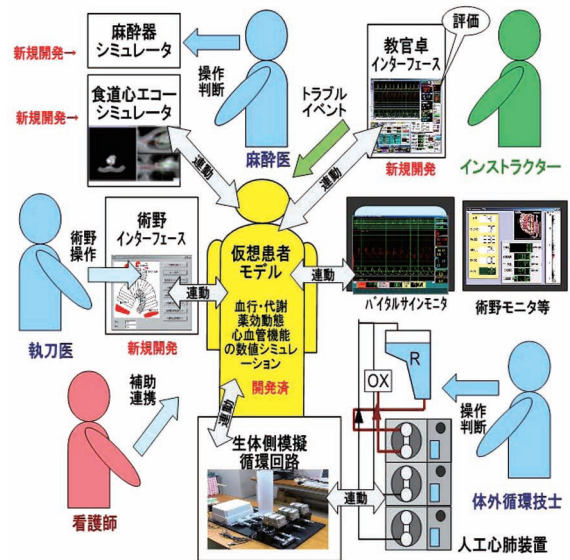 麻酔器
シミュレータ
新規開発→
食道心エコー
シミュレータ
新規開発→
操作
判断
麻酔医
教官卓
インターフェース
評価
トラブル
イベント
新規開発
インストラクター
連動
連動
術野
操作
術野
インターフェース
執刀医
新規開発
連動
仮想患者
モデル
血行・代謝
薬効動態
心血管機能
の数値シミュ
レーション
開発済
連動
バイタルサインモニタ
術野モニタ等
補助
連携
看護師
連動
生体側模擬
循環回路
連動
R
OX
操作
判断
体外循環技士
人工心肺装置